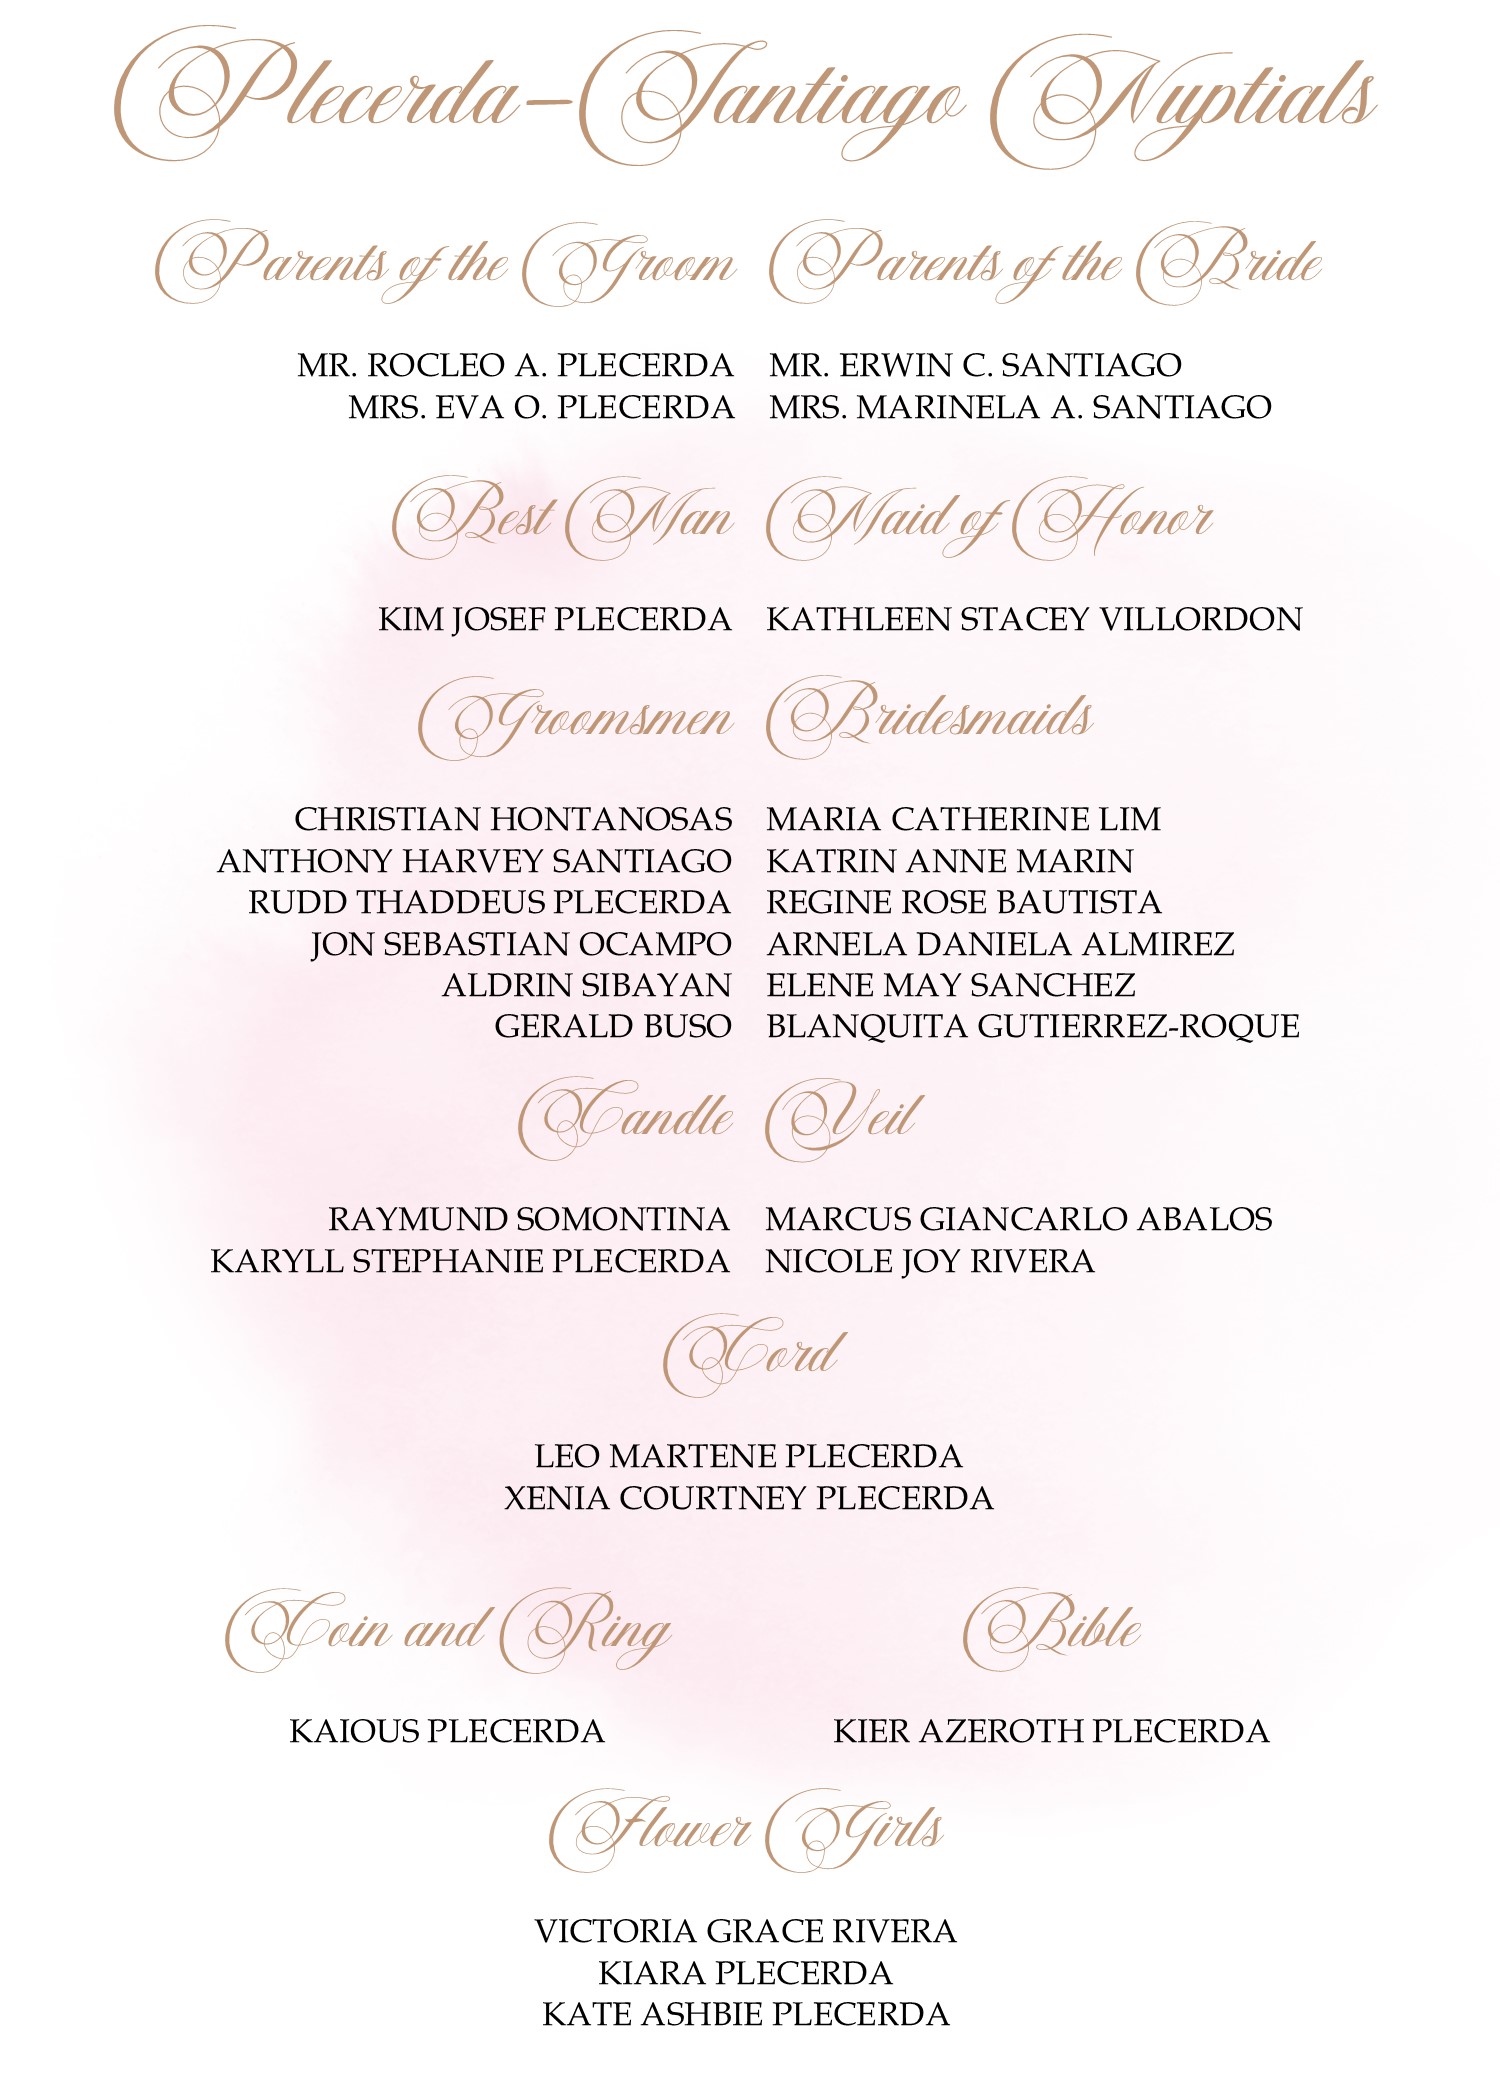 Plecerda-Santiago Nuptials
Parents of the Groom
MR. ROCLEO A. PLECERDA
MRS. EVA O. PLECERDA
Parents of the Bride
MR. ERWIN C. SANTIAGO
MRS. MARINELA A. SANTIAGO
Best Man
KIM JOSEF PLECERDA
Maid of Honor
KATHLEEN STACEY VILLORDON
Groomsmen
CHRISTIAN HONTANOSAS
ANTHONY HARVEY SANTIAGO
RUDD THADDEUS PLECERDA
JON SEBASTIAN OCAMPO
ALDRIN SIBAYAN
GERALD BUSO
Bridesmaids
MARIA CATHERINE LIM
KATRIN ANNE MARIN
REGINE ROSE BAUTISTA
ARNELA DANIELA ALMIREZ
ELENE MAY SANCHEZ
BLANQUITA GUTIERREZ-ROQUE
Candle
RAYMUND SOMONTINA
KARYLL STEPHANIE PLECERDA
Veil
MARCUS GIANCARLO ABALOS
NICOLE JOY RIVERA
Cord
LEO MARTENE PLECERDA
XENIA COURTNEY PLECERDA
Coin and Ring
KAIOUS PLECERDA
Bible
KIER AZEROTH PLECERDA
Flower Girls
VICTORIA GRACE RIVERA
KIARA PLECERDA
KATE ASHBIE PLECERDA